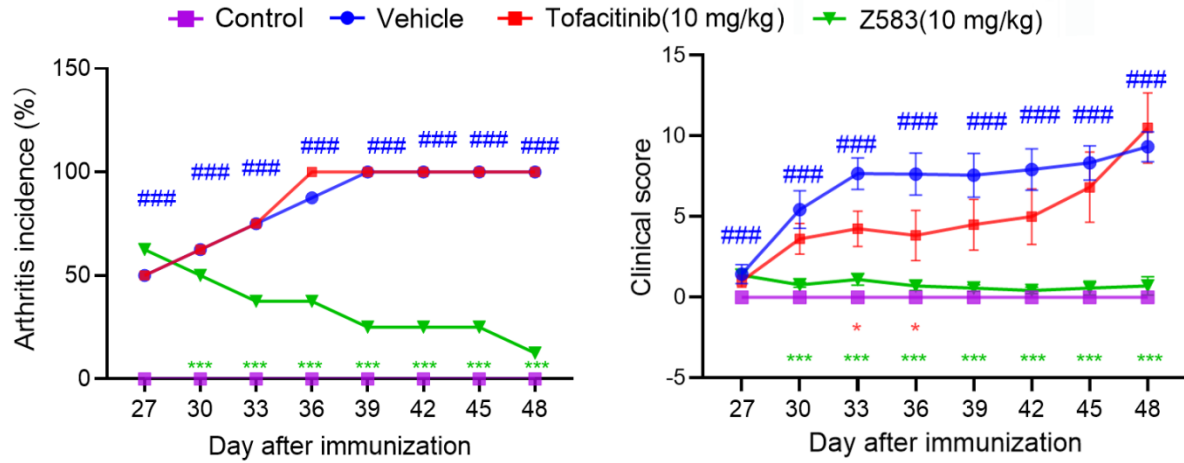 Control Vehicle Tofacitinib(10 mg/kg) Z583(10 mg/kg)
Arthritis incidence (%)
150
100
50
0
### ### ### ### ### ### ### ###
*** *** *** *** *** *** ***
27 30 33 36 39 42 45 48
Day after immunization
Clinical score
15
10
5
0
-5
### ### ### ### ### ### ### ###
* *
*** *** *** *** *** *** ***
27 30 33 36 39 42 45 48
Day after immunization